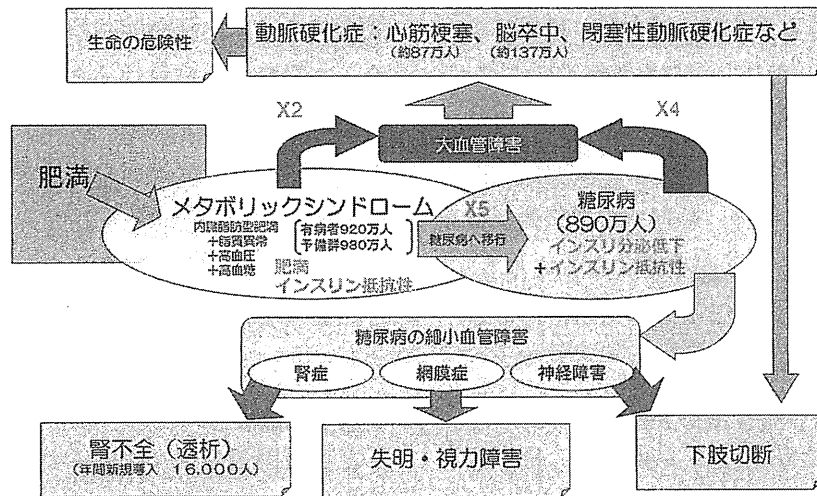 生命の危険性
動脈硬化症：心筋梗塞、脳卒中、閉塞性動脈硬化症など
(約87万人) (約137万人)
X2
X4
大血管障害
肥満
メタボリックシンドローム
内臓脂肪型肥満
+脂質異常
+高血圧
+高血糖
有病者920万人
予備群980万人
肥満
インスリン抵抗性
X5
糖尿病へ移行
糖尿病
(890万人)
インスリ分泌低下
+インスリン抵抗性
糖尿病の細小血管障害
腎症
網膜症
神経障害
腎不全（透析）
(年間新規導入 16,000人)
失明・視力障害
下肢切断